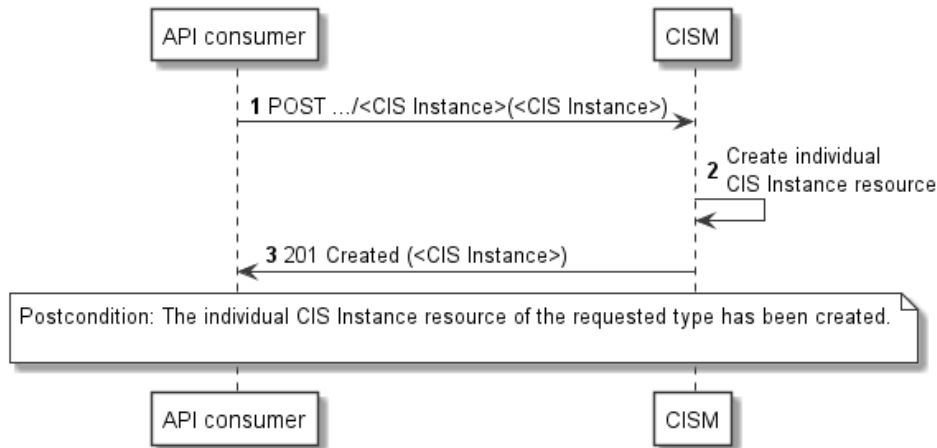 API consumer
CISM
1 POST .../<CIS Instance>(<CIS Instance>)
2 Create individual
CIS Instance resource
3 201 Created (<CIS Instance>)
Postcondition: The individual CIS Instance resource of the requested type has been created.
API consumer
CISM